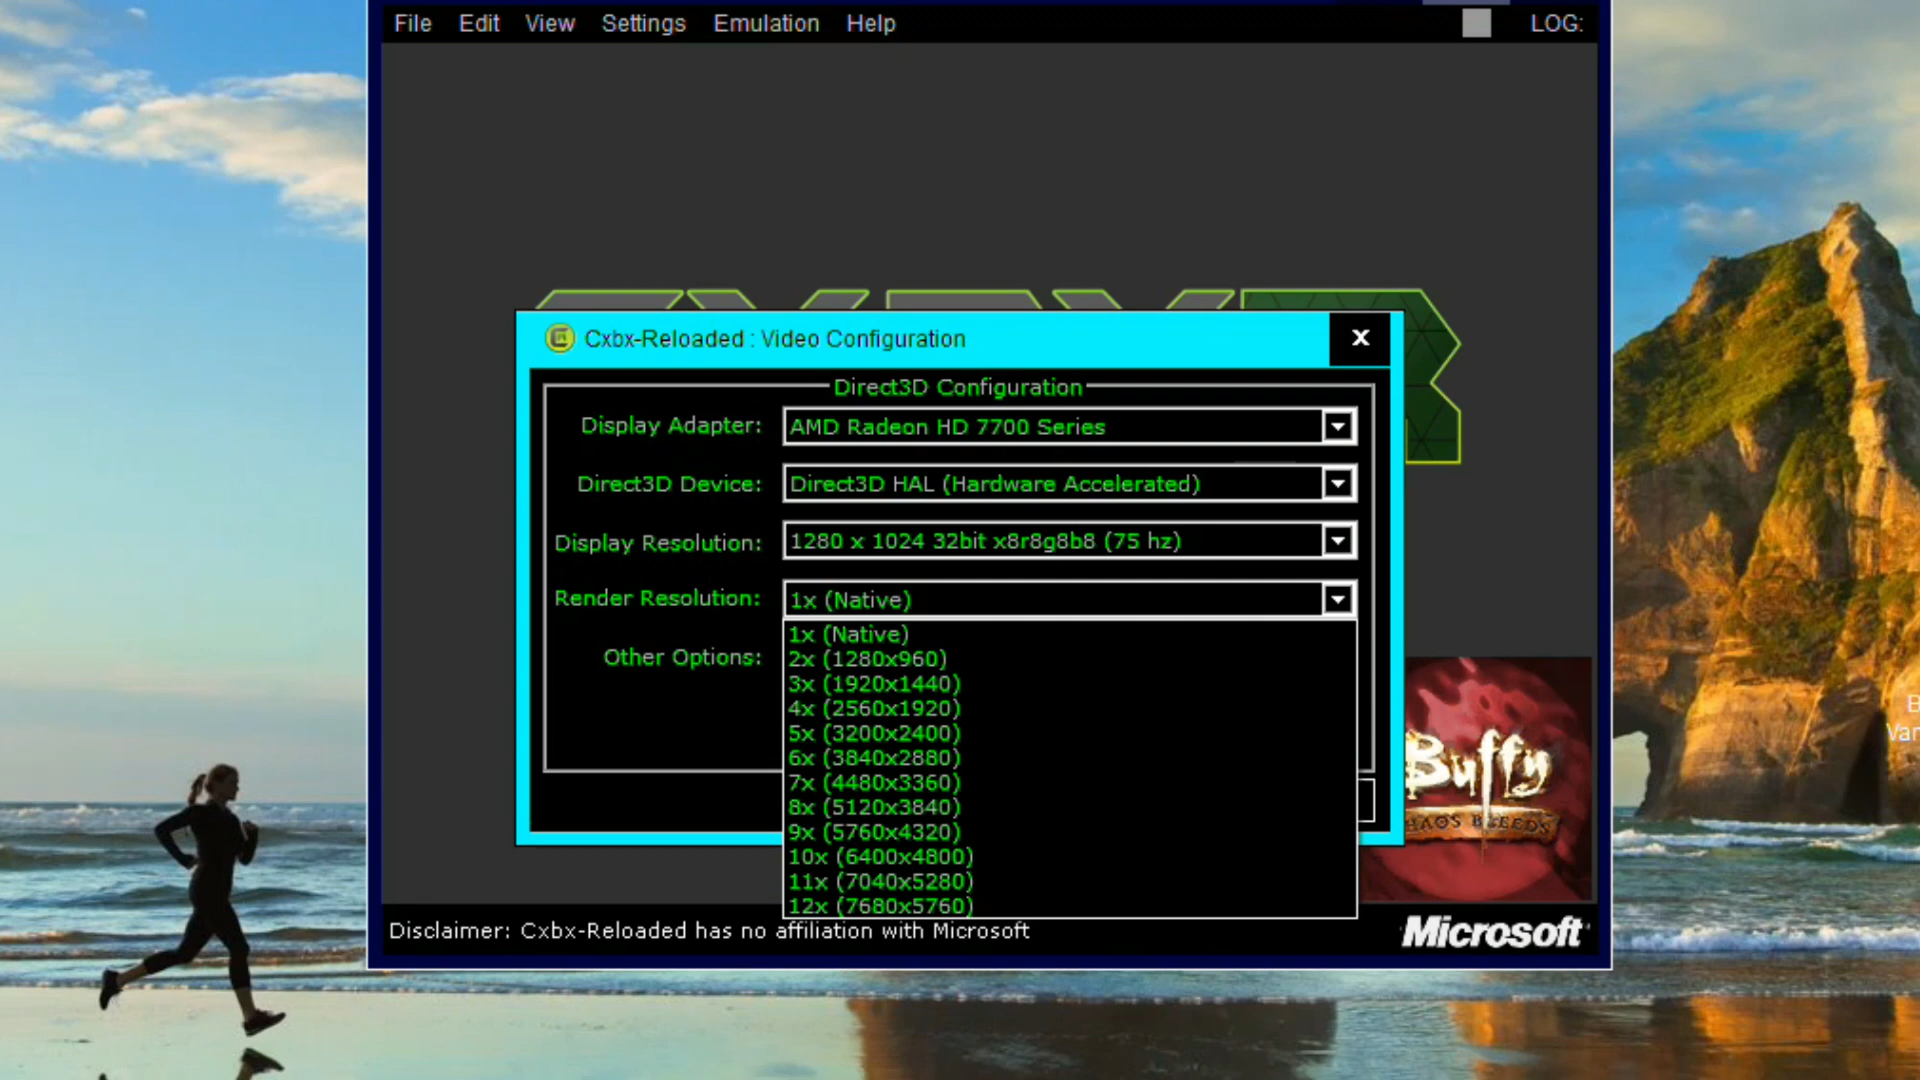 File Edit View Settings Emulation Help LOG:
Cxbx-Reloaded : Video Configuration x
Direct3D Configuration
Display Adapter: AMD Radeon HD 7700 Series
Direct3D Device: Direct3D HAL (Hardware Accelerated)
Display Resolution: 1280 x 1024 32bit x8r8g8b8 (75 hz)
Render Resolution: 1x (Native)
1x (Native)
2x (1280x960)
Other Options:
3x (1920x1440)
4x (2560x1920)
5x (3200x2400)
6x (3840x2880)
7x (4480x3360)
8x (5120x3840)
9x (5760x4320)
10x (6400x4800)
11x (7040x5280)
12x (7680x5760)
Buffy
HAOS BLEEDS
B
Var
Disclaimer: Cxbx-Reloaded has no affiliation with Microsoft
Microsoft